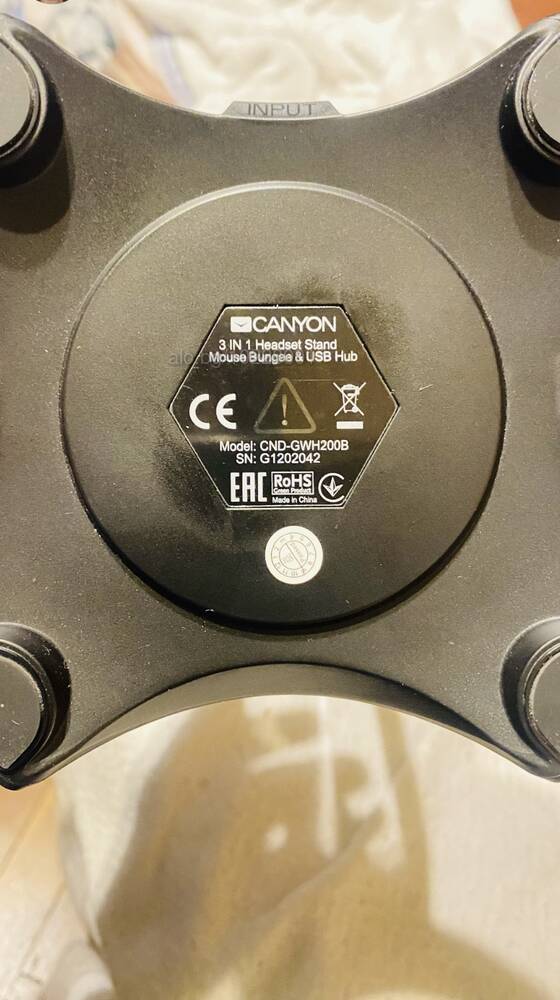 INPUT
CANYON
3 IN 1 Headset Stand
Mouse Bungee & USB Hub
CE
Model: CND-GWH200B
SN: G1202042
EAC
RoHS
Green Product
Made in China